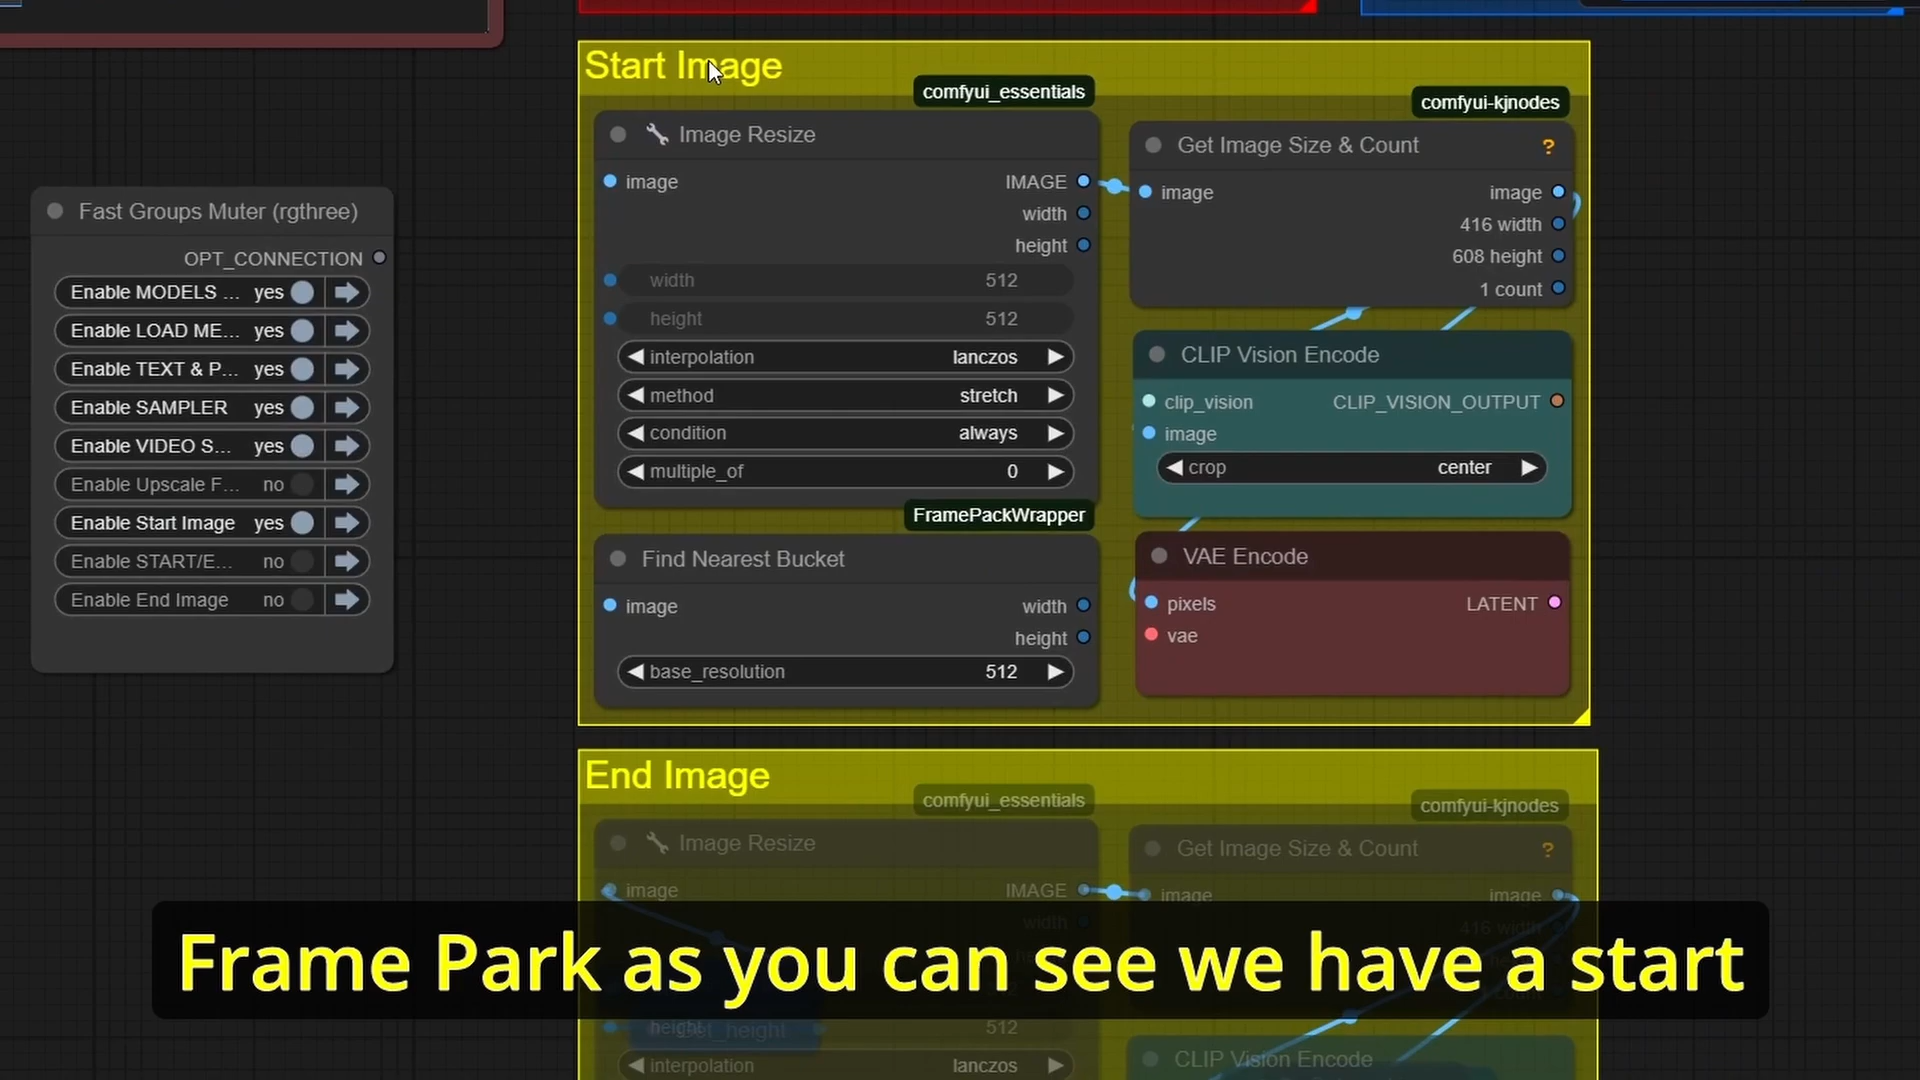 Start Image
comfyui_essentials
comfyui-kjnodes
Image Resize
image
IMAGE
width
height
width 512
height 512
interpolation lanczos
method stretch
condition always
multiple_of 0
Get Image Size & Count ?
image
image
416 width
608 height
1 count
CLIP Vision Encode
clip_vision
CLIP_VISION_OUTPUT
image
crop center
FramePackWrapper
Find Nearest Bucket
image
width
height
base_resolution 512
VAE Encode
pixels
LATENT
vae
Fast Groups Muter (rgthree)
OPT_CONNECTION
Enable MODELS ... yes
Enable LOAD ME... yes
Enable TEXT & P... yes
Enable SAMPLER yes
Enable VIDEO S... yes
Enable Upscale F... no
Enable Start Image yes
Enable START/E... no
Enable End Image no
End Image
comfyui_essentials
comfyui-kjnodes
Image Resize
image
IMAGE
width
height
512
interpolation lanczos
Get Image Size & Count ?
image
image
416 width
CLIP Vision Encode
Frame Park as you can see we have a start